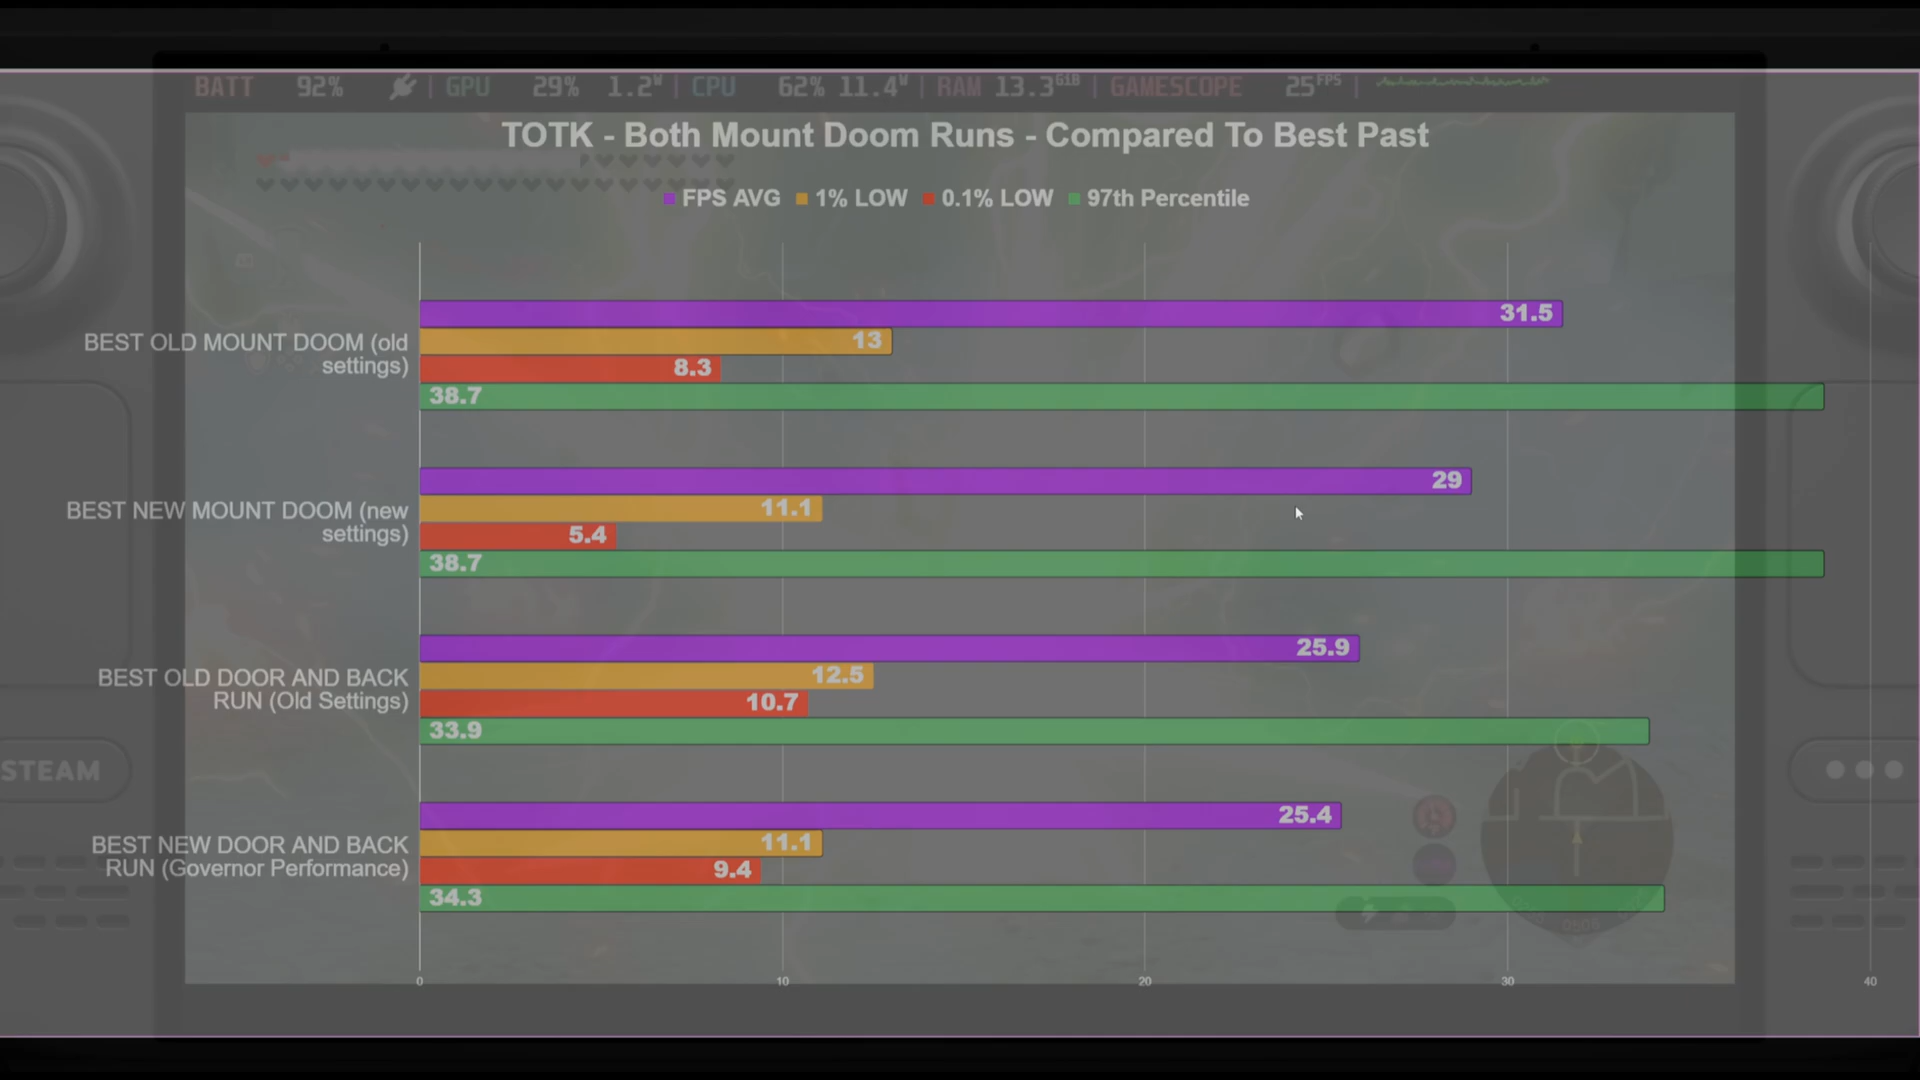 BATT 92% | GPU 29% 1.2W | CPU 62% 11.4W | RAM 13.3GiB | GAMESCOPE 25FPS |
TOTK - Both Mount Doom Runs - Compared To Best Past
FPS AVG 1% LOW 0.1% LOW 97th Percentile
BEST OLD MOUNT DOOM (old
settings)
31.5
13
8.3
38.7
BEST NEW MOUNT DOOM (new
settings)
29
11.1
5.4
38.7
BEST OLD DOOR AND BACK
RUN (Old Settings)
25.9
12.5
10.7
33.9
STEAM
BEST NEW DOOR AND BACK
RUN (Governor Performance)
25.4
11.1
9.4
34.3
0 10 20 30 40